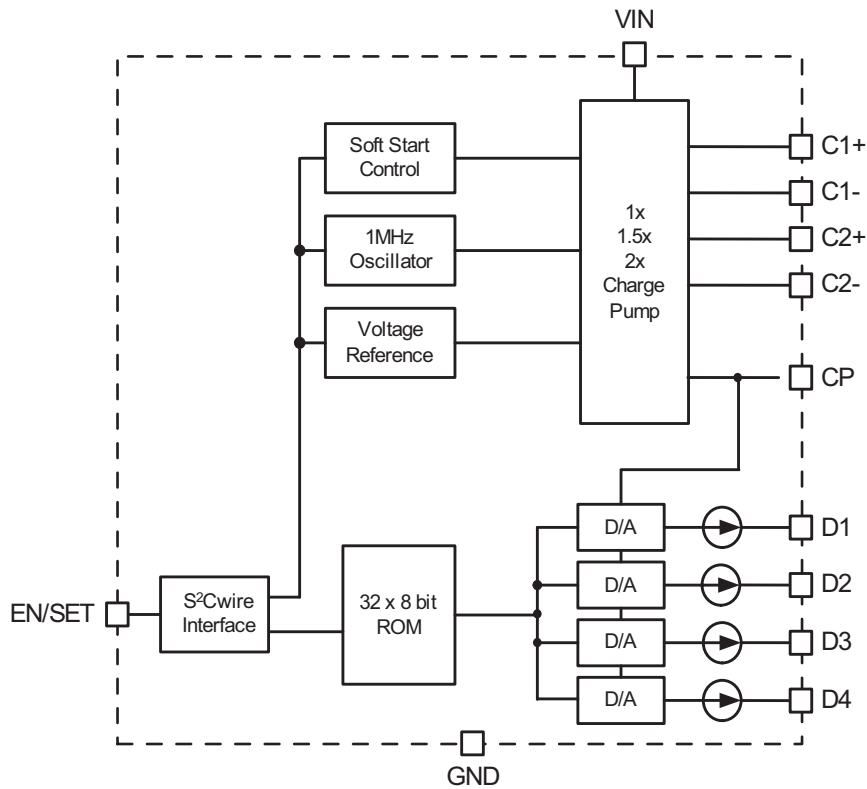 VIN
Soft Start
Control
1MHz
Oscillator
Voltage
Reference
1x
1.5x
2x
Charge
Pump
C1+
C1-
C2+
C2-
CP
D/A
D1
D/A
D2
D/A
D3
D/A
D4
EN/SET
S²Cwire
Interface
32 x 8 bit
ROM
GND